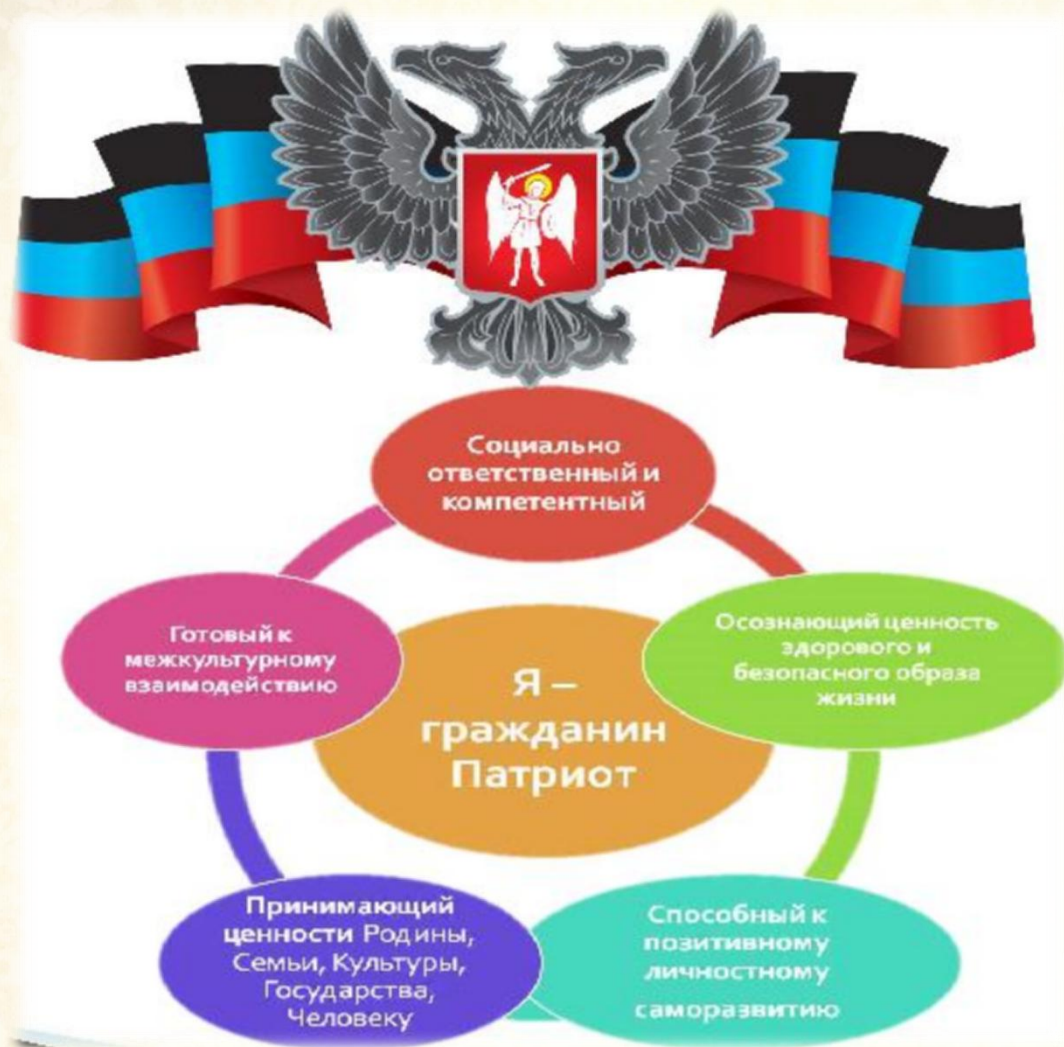 Социально
ответственный и
компетентный
Готовый к
межкультурному
взаимодействию
Осознающий ценность
здорового и
безопасного образа
жизни
Я –
гражданин
Патриот
Принимающий
ценности Родины,
Семьи, Культуры,
Государства,
Человеку
Способный к
позитивному
личностному
саморазвитию